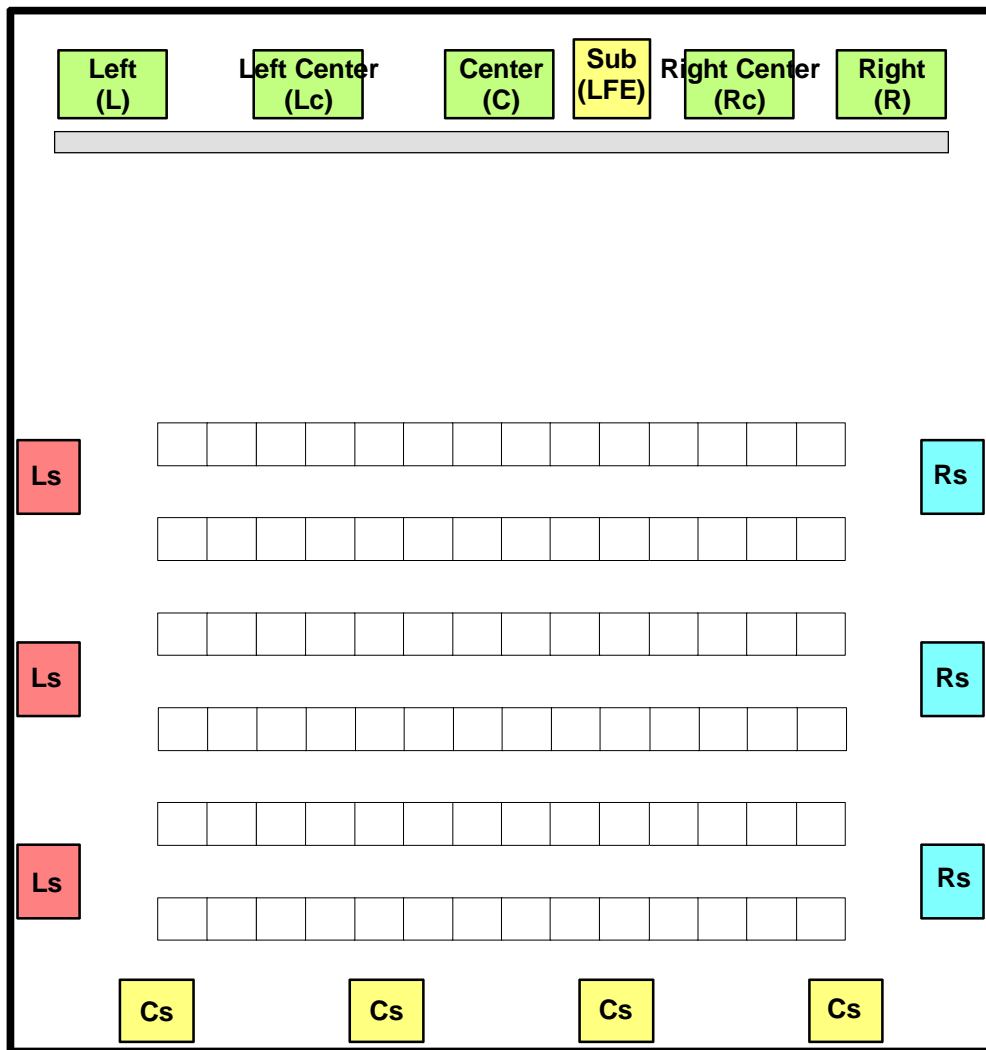 Left
(L)
Left Center
(Lc)
Center
(C)
Sub
(LFE)
Right Center
(Rc)
Right
(R)
Ls
Rs
Ls
Rs
Ls
Rs
Cs
Cs
Cs
Cs